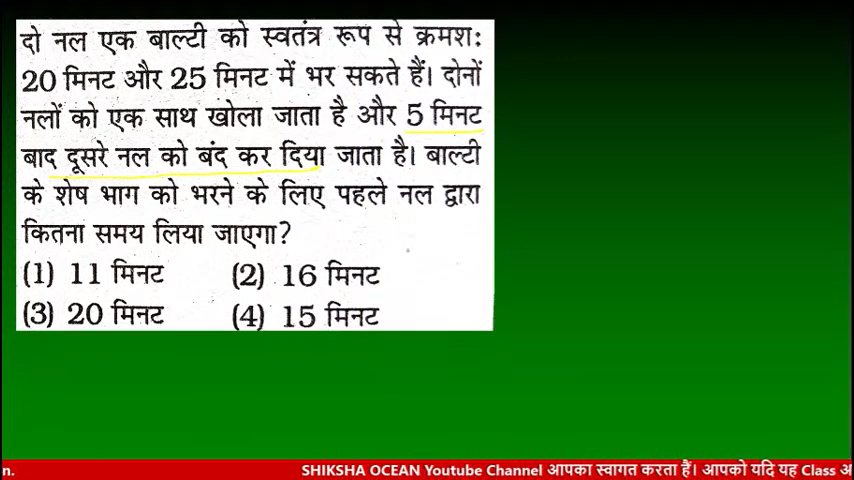 दो नल एक बाल्टी को स्वतंत्र रूप से क्रमशः
20 मिनट और 25 मिनट में भर सकते हैं। दोनों
नलों को एक साथ खोला जाता है और 5 मिनट
बाद दूसरे नल को बंद कर दिया जाता है। बाल्टी
के शेष भाग को भरने के लिए पहले नल द्वारा
कितना समय लिया जाएगा?
(1) 11 मिनट (2) 16 मिनट
(3) 20 मिनट (4) 15 मिनट
n. SHIKSHA OCEAN Youtube Channel आपका स्वागत करता हैं। आपको यदि यह Class अ